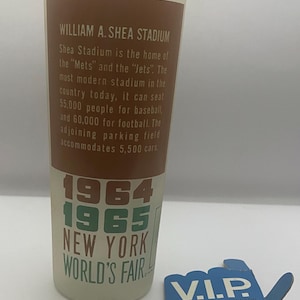 WILLIAM A. SHEA STADIUM
Shea Stadium is the home of
the "Mets" and the "Jets". The
most modern stadium in the
country today, it can seat
55,000 people for baseball,
and 60,000 for football. The
adjoining parking field
accommodates 5,500 cars.
1964
1965
NEW YORK
WORLD'S FAIR
V.I.P.